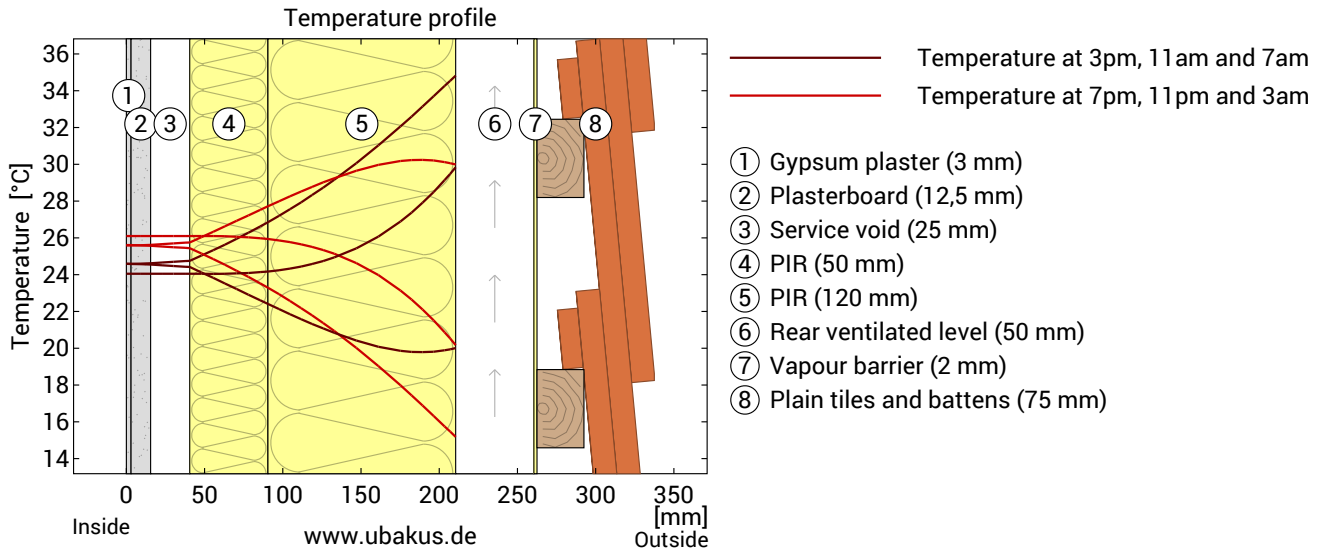 Temperature profile
Temperature [°C]
36
34
32
30
28
26
24
22
20
18
16
14
1
2
3
4
5
6
7
8
0
50
100
150
200
250
300
350
[mm]
Inside
www.ubakus.de
Outside
Temperature at 3pm, 11am and 7am
Temperature at 7pm, 11pm and 3am
1 Gypsum plaster (3 mm)
2 Plasterboard (12,5 mm)
3 Service void (25 mm)
4 PIR (50 mm)
5 PIR (120 mm)
6 Rear ventilated level (50 mm)
7 Vapour barrier (2 mm)
8 Plain tiles and battens (75 mm)